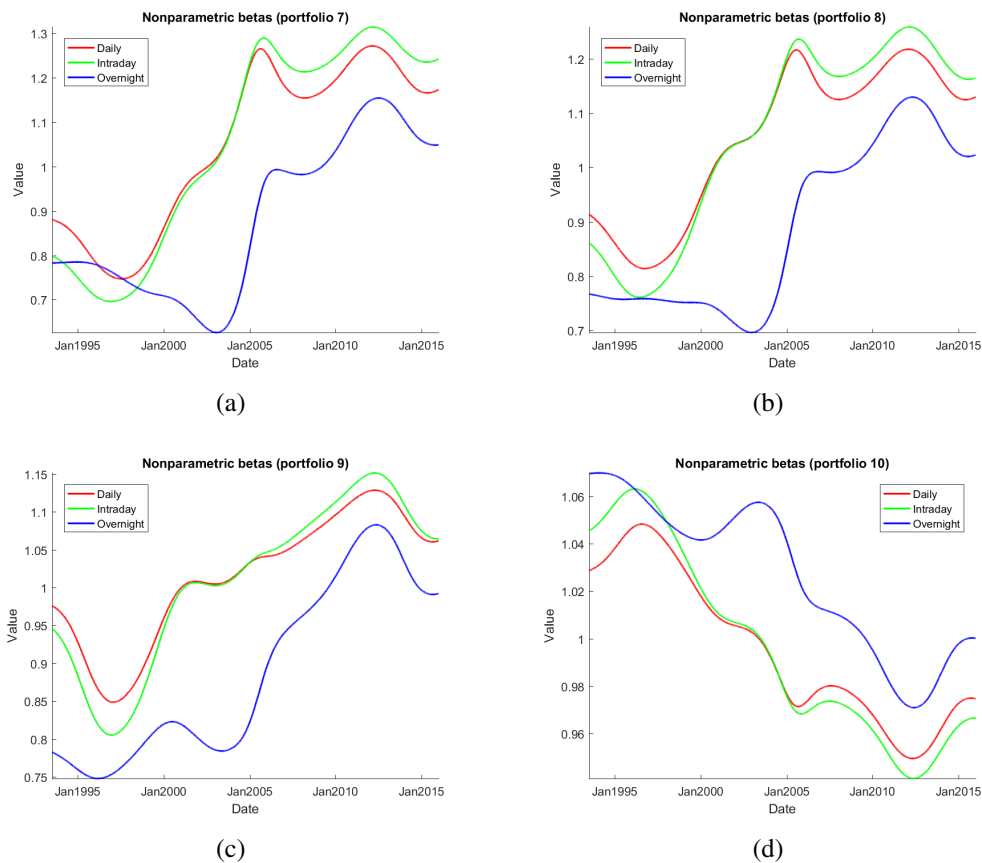 Nonparametric betas (portfolio 7)
Daily
Intraday
Overnight
1.3
1.2
1.1
1
0.9
0.8
0.7
Value
Jan1995
Jan2000
Jan2005
Jan2010
Jan2015
Date
(a)
Nonparametric betas (portfolio 8)
Daily
Intraday
Overnight
1.2
1.1
1
0.9
0.8
0.7
Value
Jan1995
Jan2000
Jan2005
Jan2010
Jan2015
Date
(b)
Nonparametric betas (portfolio 9)
Daily
Intraday
Overnight
1.15
1.1
1.05
1
0.95
0.9
0.85
0.8
0.75
Value
Jan1995
Jan2000
Jan2005
Jan2010
Jan2015
Date
(c)
Nonparametric betas (portfolio 10)
Daily
Intraday
Overnight
1.06
1.04
1.02
1
0.98
0.96
Value
Jan1995
Jan2000
Jan2005
Jan2010
Jan2015
Date
(d)